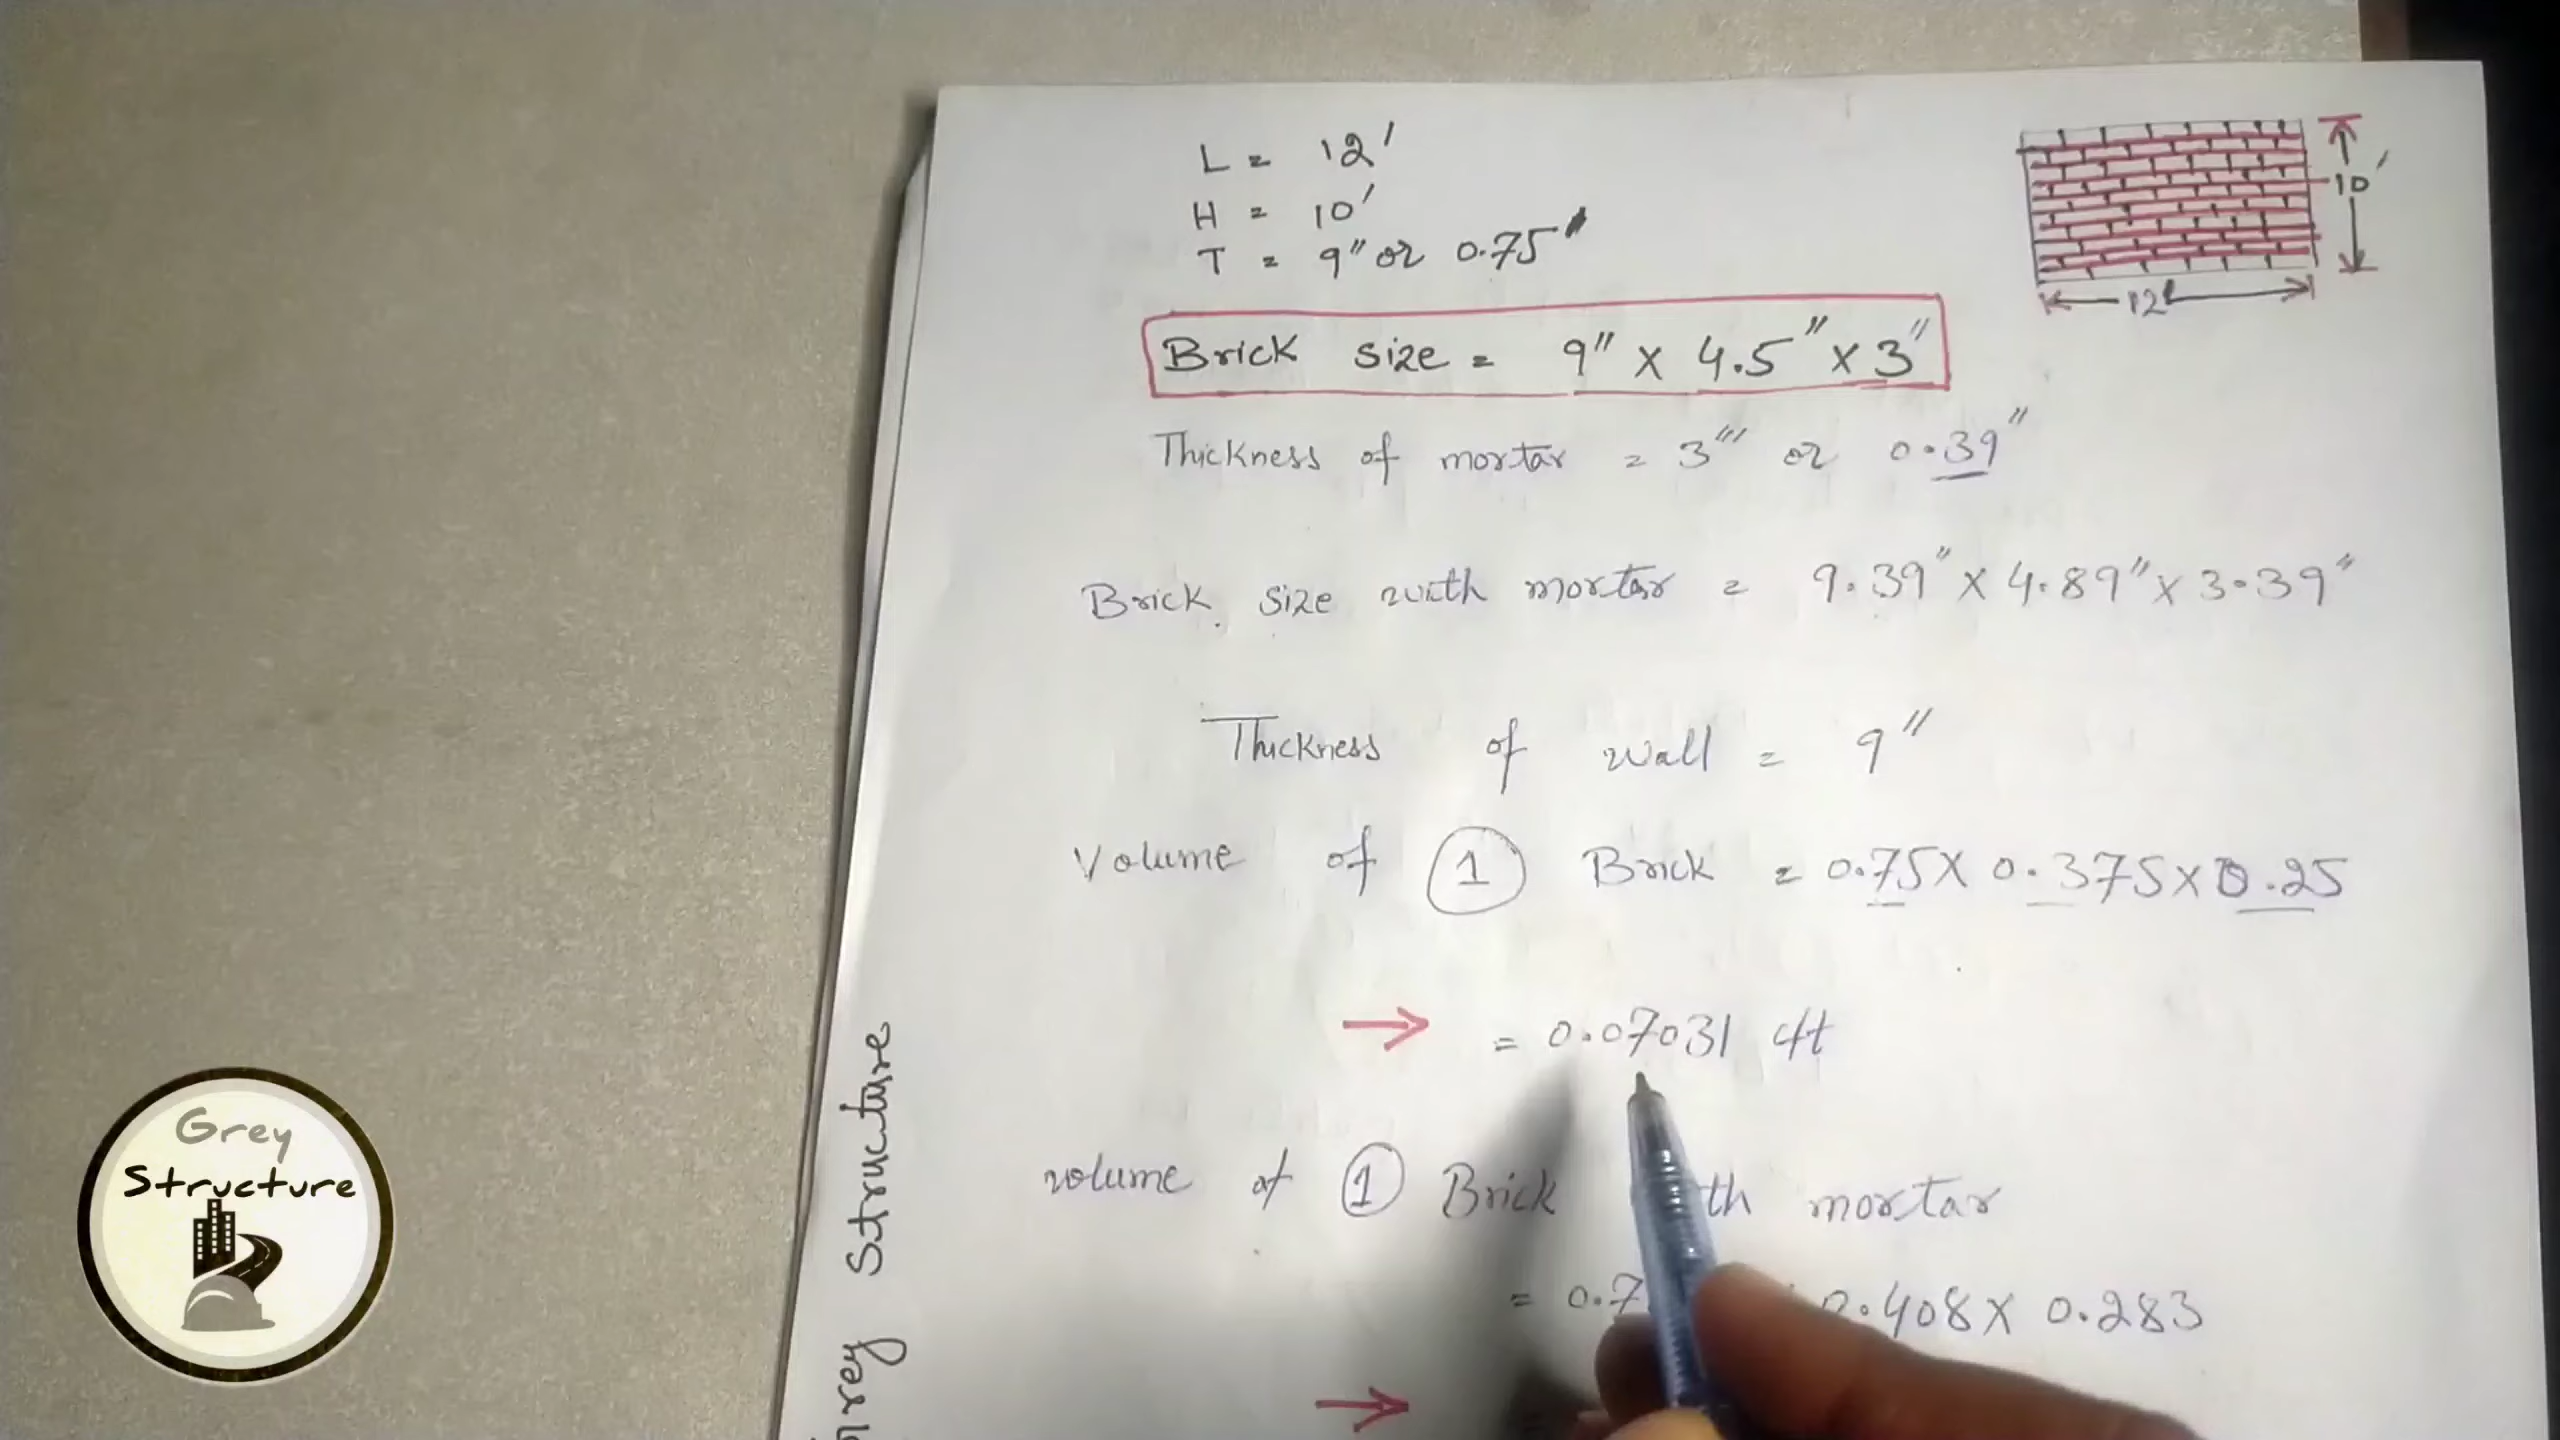 L = 12'
H = 10'
T = 9" or 0.75'
10'
12'
Brick size = 9" x 4.5" x 3"
Thickness of mortar = 3''' or 0.39"
Brick size with mortar = 9.39" x 4.89" x 3.39"
Thickness of wall = 9"
Volume of 1 Brick = 0.75 x 0.375 x 0.25
→ = 0.07031 cft
volume of 1 Brick th mortar
= 0.7 0.408 x 0.283
→
Grey Structure
Grey
Structure